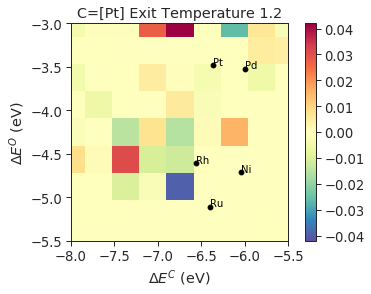 C=[Pt] Exit Temperature 1.2
−3.0
−3.5
−4.0
−4.5
−5.0
−5.5
ΔE^O (eV)
−8.0 −7.5 −7.0 −6.5 −6.0 −5.5
ΔE^C (eV)
Pt
Pd
Rh
Ni
Ru
0.04
0.03
0.02
0.01
0.00
−0.01
−0.02
−0.03
−0.04